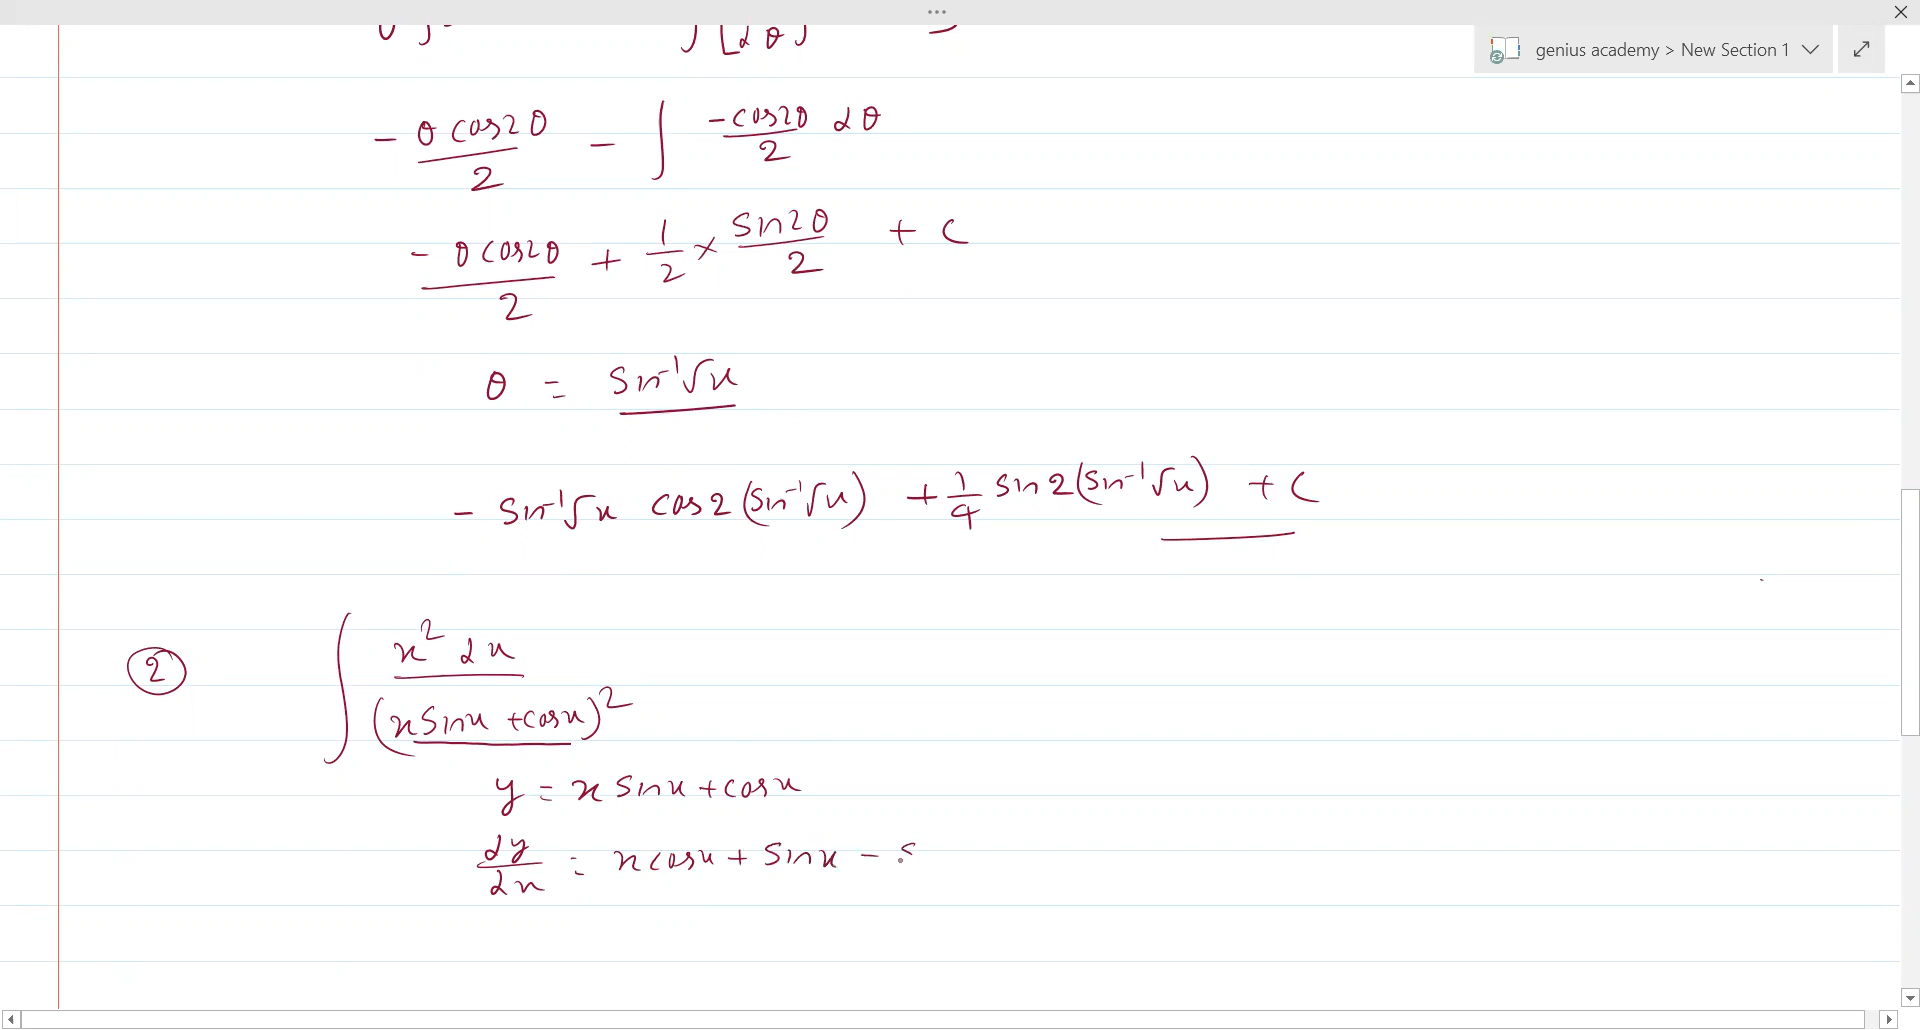 genius academy > New Section 1
- θ cos2θ / 2 - ∫ -cos2θ / 2 dθ
- θ cos2θ / 2 + 1/2 × sin2θ / 2 + c
θ = sin⁻¹√x
- sin⁻¹√x cos2(sin⁻¹√x) + 1/4 sin2(sin⁻¹√x) + c
② ∫ x² dx / (x sinx + cosx)²
y = x sinx + cosx
dy/dx = x cosx + sinx - s